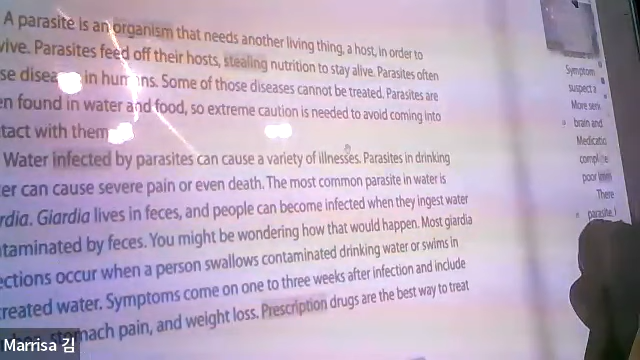 A parasite is an organism that needs another living thing, a host, in order to
vive. Parasites feed off their hosts, stealing nutrition to stay alive. Parasites often
se diseases in humans. Some of those diseases cannot be treated. Parasites are
en found in water and food, so extreme caution is needed to avoid coming into
tact with them
Water infected by parasites can cause a variety of illnesses. Parasites in drinking
er can cause severe pain or even death. The most common parasite in water is
rdia. Giardia lives in feces, and people can become infected when they ingest water
ntaminated by feces. You might be wondering how that would happen. Most giardia
ections occur when a person swallows contaminated drinking water or swims in
reated water. Symptoms come on one to three weeks after infection and include
stomach pain, and weight loss. Prescription drugs are the best way to treat
Symptom
suspect a
More seri
brain and
Medicatio
poor
There
parasite.
Marrisa 김